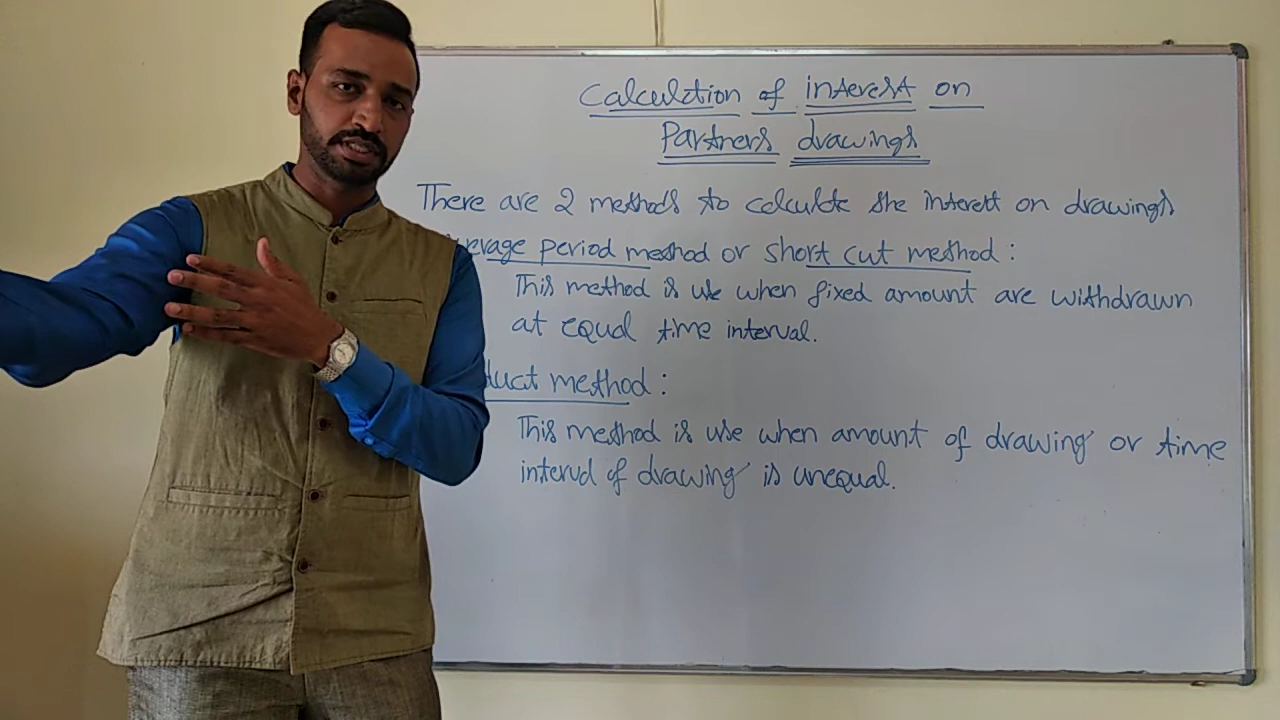 Calculction of interest on
Partners drawings
There are 2 methods to calculate the interest on drawings
verage period method or short cut method :
This method is use when fixed amount are withdrawn
at equal time interval.
duct method :
This method is use when amount of drawing or time
interval of drawing is unequal.